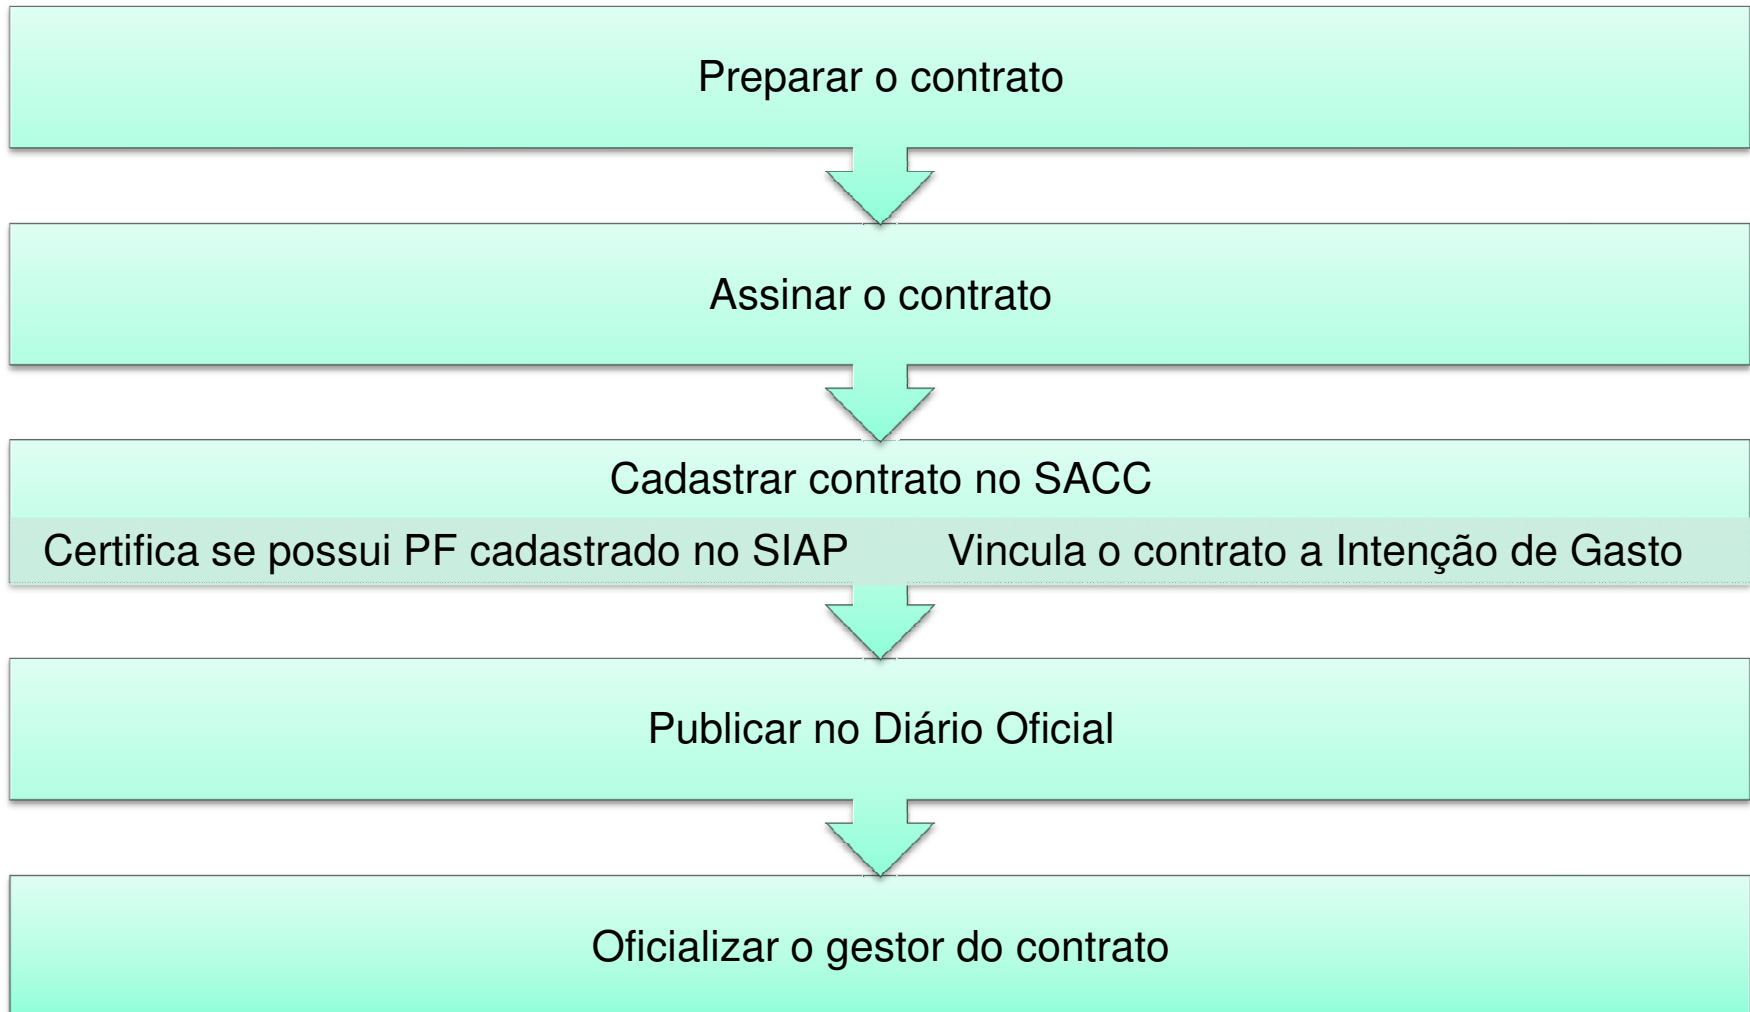 Preparar o contrato
Assinar o contrato
Cadastrar contrato no SACC
Certifica se possui PF cadastrado no SIAP
Vincula o contrato a Intenção de Gasto
Publicar no Diário Oficial
Oficializar o gestor do contrato